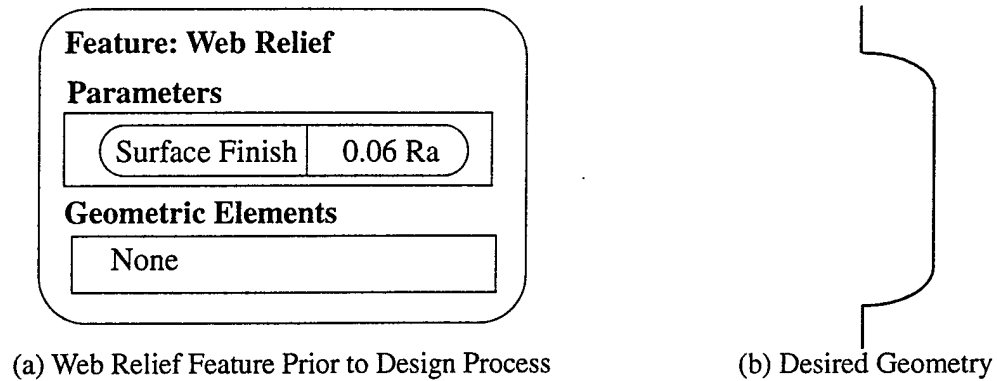 Feature: Web Relief
Parameters
Surface Finish 0.06 Ra
Geometric Elements
None
(a) Web Relief Feature Prior to Design Process
(b) Desired Geometry